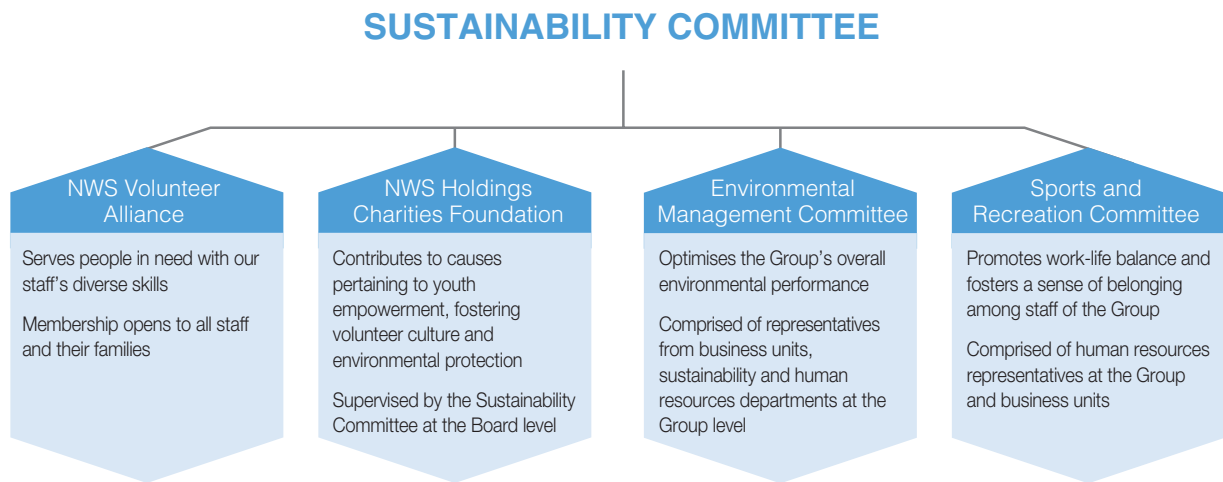 SUSTAINABILITY COMMITTEE
NWS Volunteer
Alliance
Serves people in need with our
staff’s diverse skills
Membership opens to all staff
and their families
NWS Holdings
Charities Foundation
Contributes to causes
pertaining to youth
empowerment, fostering
volunteer culture and
environmental protection
Supervised by the Sustainability
Committee at the Board level
Environmental
Management Committee
Optimises the Group’s overall
environmental performance
Comprised of representatives
from business units,
sustainability and human
resources departments at the
Group level
Sports and
Recreation Committee
Promotes work-life balance and
fosters a sense of belonging
among staff of the Group
Comprised of human resources
representatives at the Group
and business units